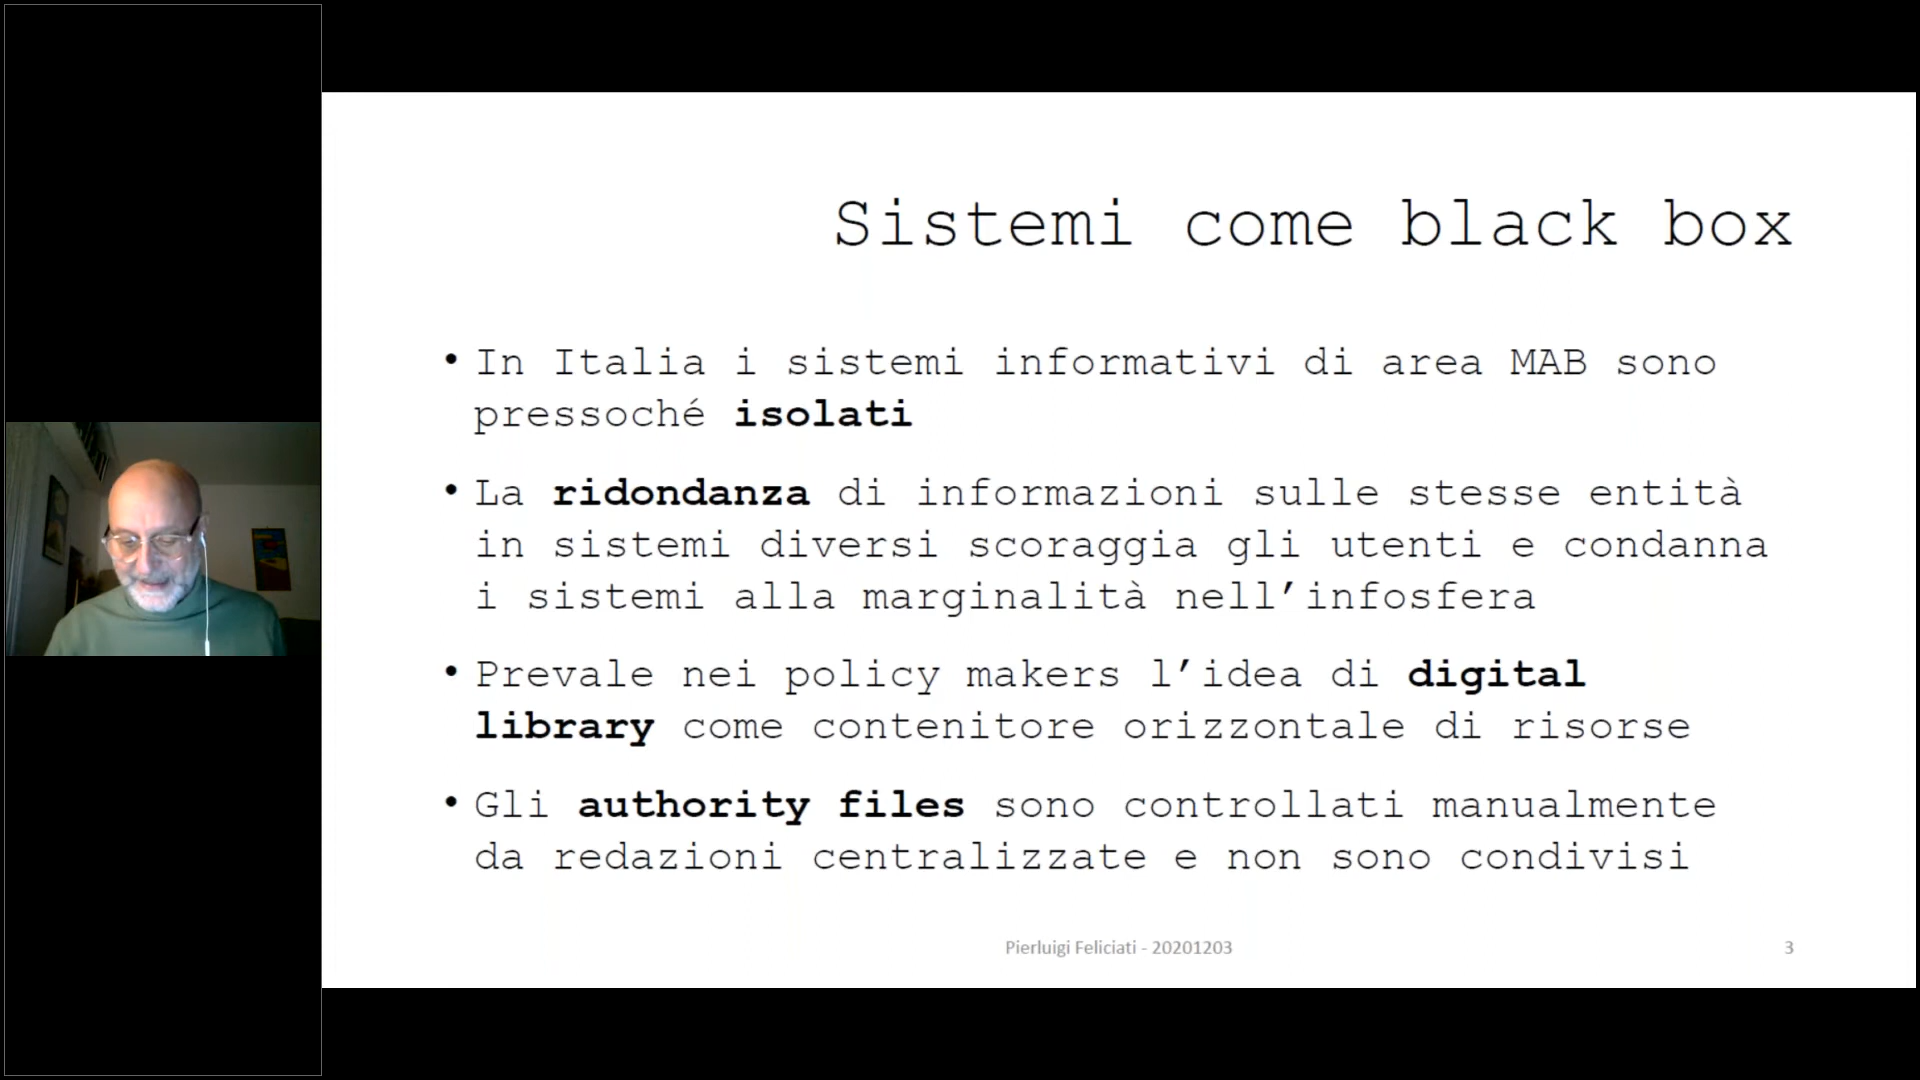 Sistemi come black box
• In Italia i sistemi informativi di area MAB sono
pressoché isolati
• La ridondanza di informazioni sulle stesse entità
in sistemi diversi scoraggia gli utenti e condanna
i sistemi alla marginalità nell’infosfera
• Prevale nei policy makers l’idea di digital
library come contenitore orizzontale di risorse
• Gli authority files sono controllati manualmente
da redazioni centralizzate e non sono condivisi
Pierluigi Feliciati - 20201203
3